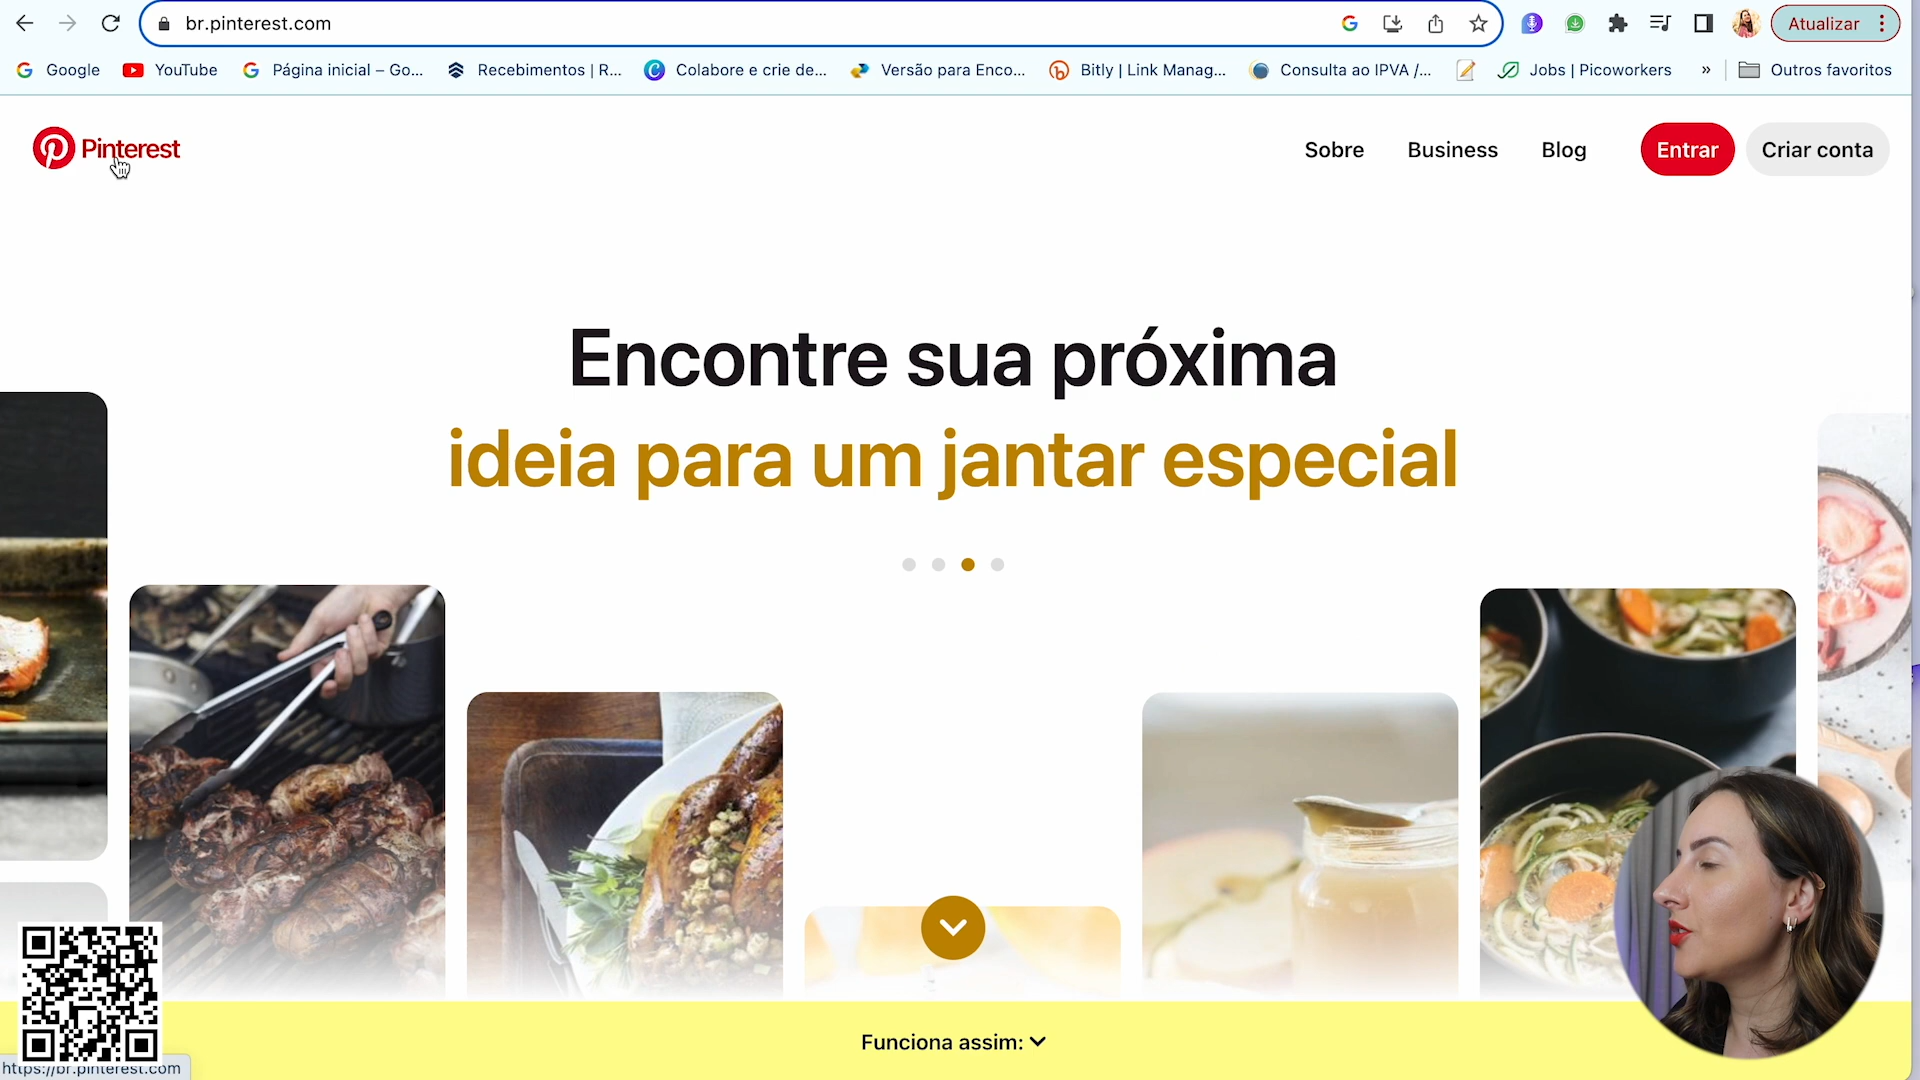 br.pinterest.com
Atualizar
Google
YouTube
Página inicial – Go...
Recebimentos | R...
Colabore e crie de...
Versão para Enco...
Bitly | Link Manag...
Consulta ao IPVA /...
Jobs | Picoworkers
»
Outros favoritos
Pinterest
Sobre
Business
Blog
Entrar
Criar conta
Encontre sua próxima
ideia para um jantar especial
Funciona assim:
https://br.pinterest.com